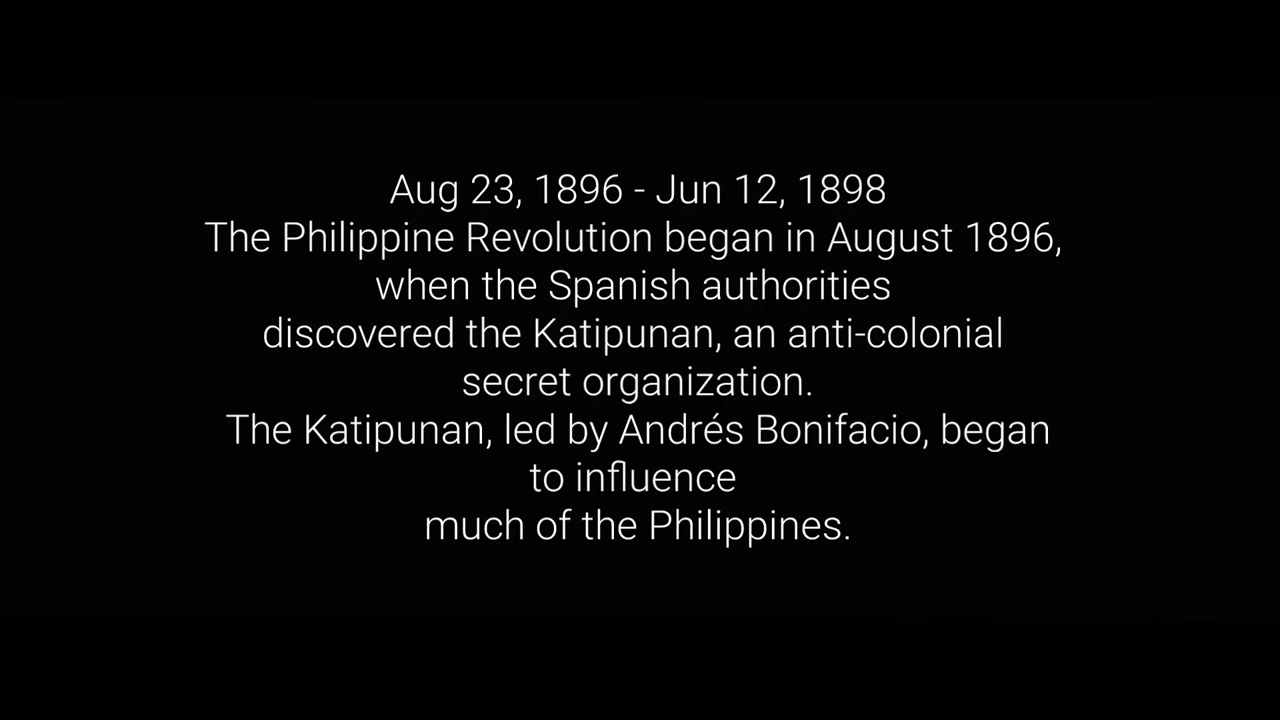 Aug 23, 1896 - Jun 12, 1898
The Philippine Revolution began in August 1896,
when the Spanish authorities
discovered the Katipunan, an anti-colonial
secret organization.
The Katipunan, led by Andrés Bonifacio, began
to influence
much of the Philippines.